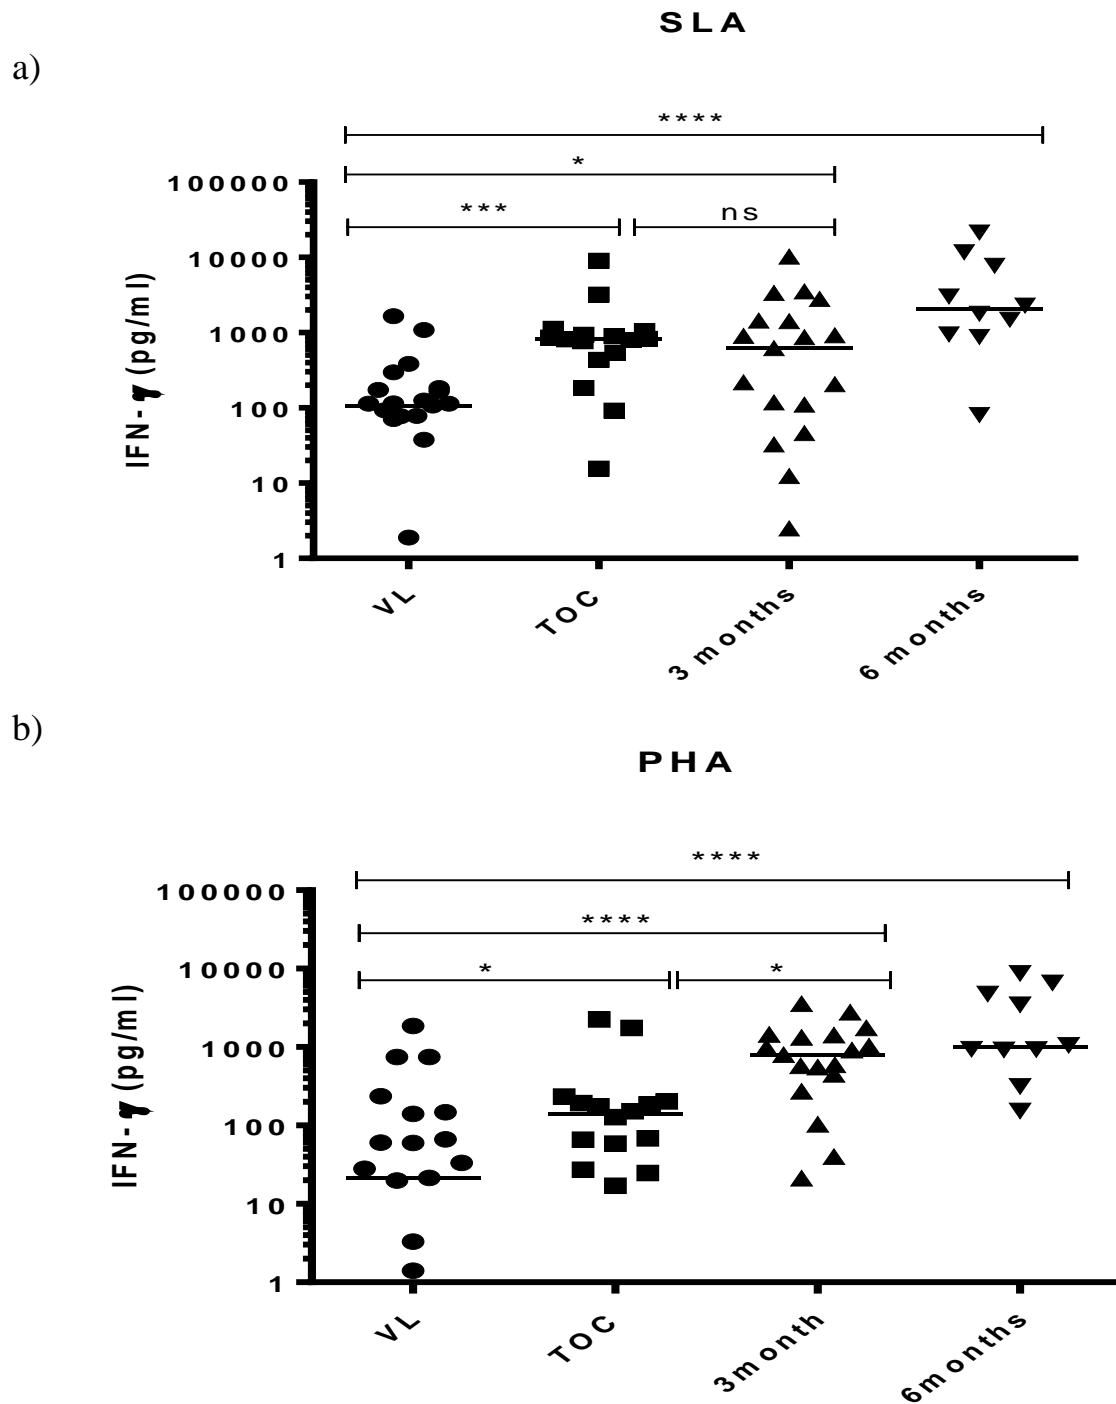 SLA
a)
****
*
***
ns
IFN-γ (pg/ml)
100000
10000
1000
100
10
1
VL
TOC
3 months
6 months
b)
PHA
****
****
*
*
IFN-γ (pg/ml)
100000
10000
1000
100
10
1
VL
TOC
3month
6months